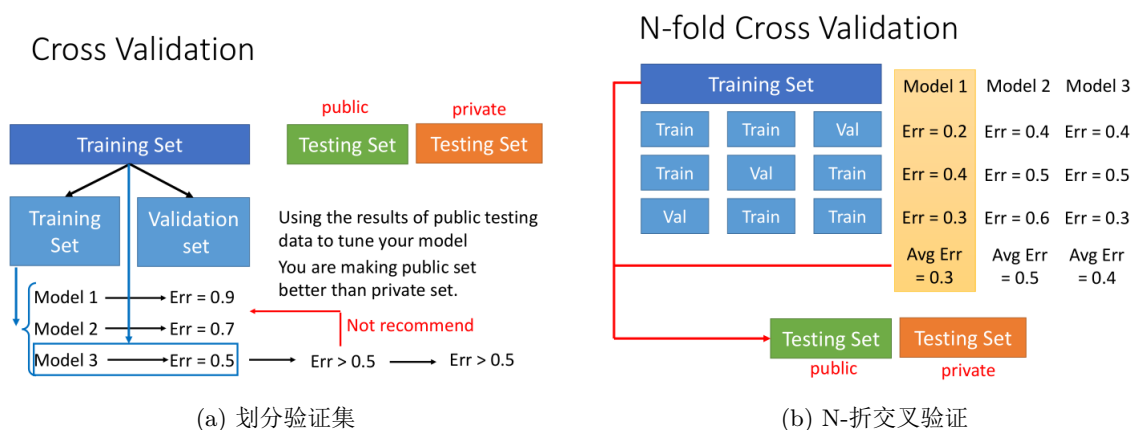 Cross Validation
public
private
Training Set
Testing Set
Testing Set
Training
Set
Validation
set
Using the results of public testing
data to tune your model
You are making public set
better than private set.
Model 1
Err = 0.9
Model 2
Err = 0.7
Not recommend
Model 3
Err = 0.5
Err > 0.5
Err > 0.5
(a) 划分验证集
N-fold Cross Validation
Training Set
Model 1
Model 2
Model 3
Train
Train
Val
Err = 0.2
Err = 0.4
Err = 0.4
Train
Val
Train
Err = 0.4
Err = 0.5
Err = 0.5
Val
Train
Train
Err = 0.3
Err = 0.6
Err = 0.3
Avg Err
= 0.3
Avg Err
= 0.5
Avg Err
= 0.4
Testing Set
Testing Set
public
private
(b) N-折交叉验证